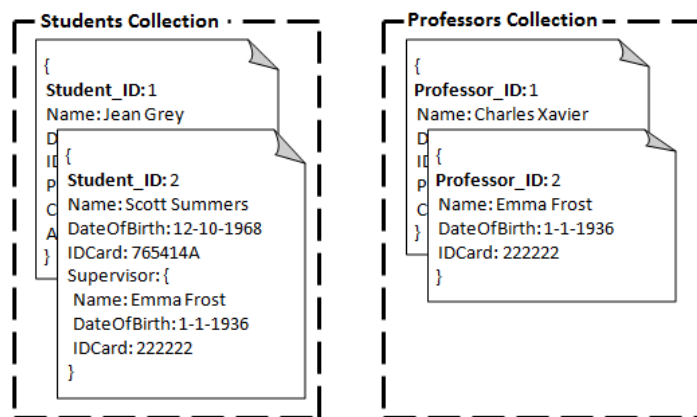 Students Collection
{
Student_ID: 1
Name: Jean Grey
D
ID
P
C
A
}
{
Student_ID: 2
Name: Scott Summers
DateOfBirth: 12-10-1968
IDCard: 765414A
Supervisor: {
Name: Emma Frost
DateOfBirth: 1-1-1936
IDCard: 222222
}
Professors Collection
{
Professor_ID: 1
Name: Charles Xavier
D
ID
P
C
}
{
Professor_ID: 2
Name: Emma Frost
DateOfBirth: 1-1-1936
IDCard: 222222
}